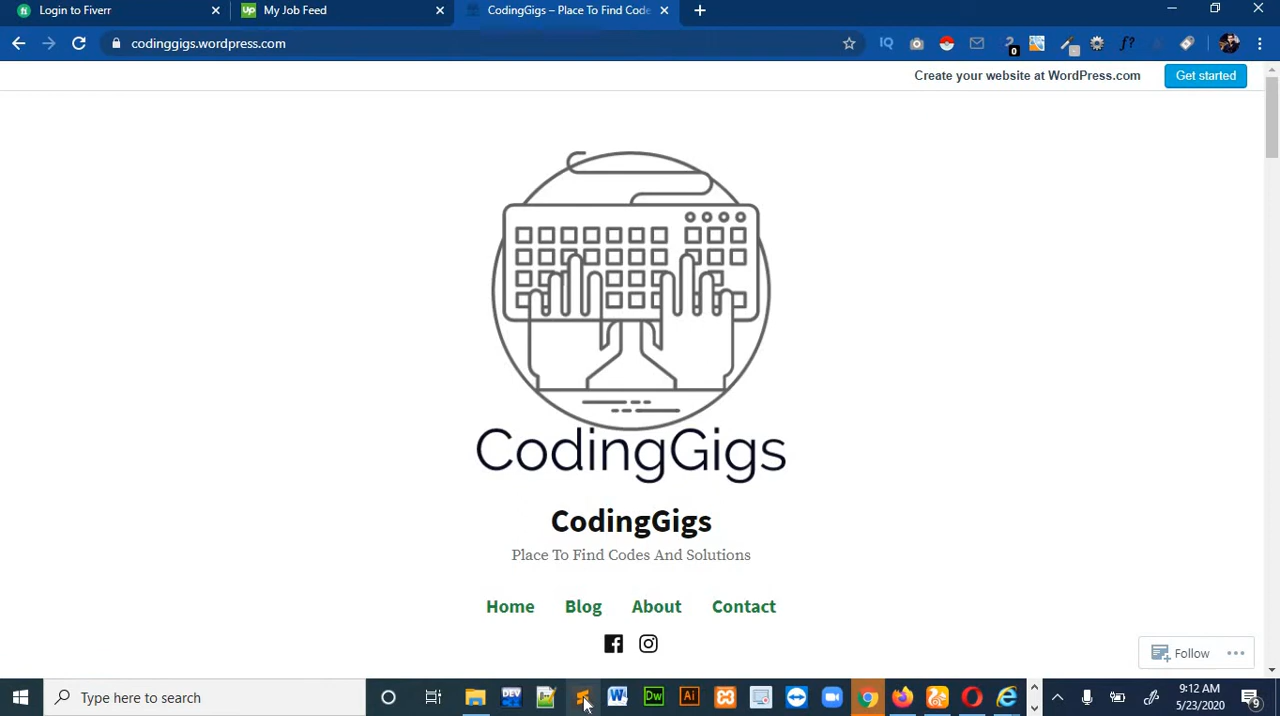 Login to Fiverr
My Job Feed
CodingGigs – Place To Find Code
codinggigs.wordpress.com
Create your website at WordPress.com
Get started
CodingGigs
CodingGigs
Place To Find Codes And Solutions
Home Blog About Contact
Follow
Type here to search
9:12 AM
5/23/2020